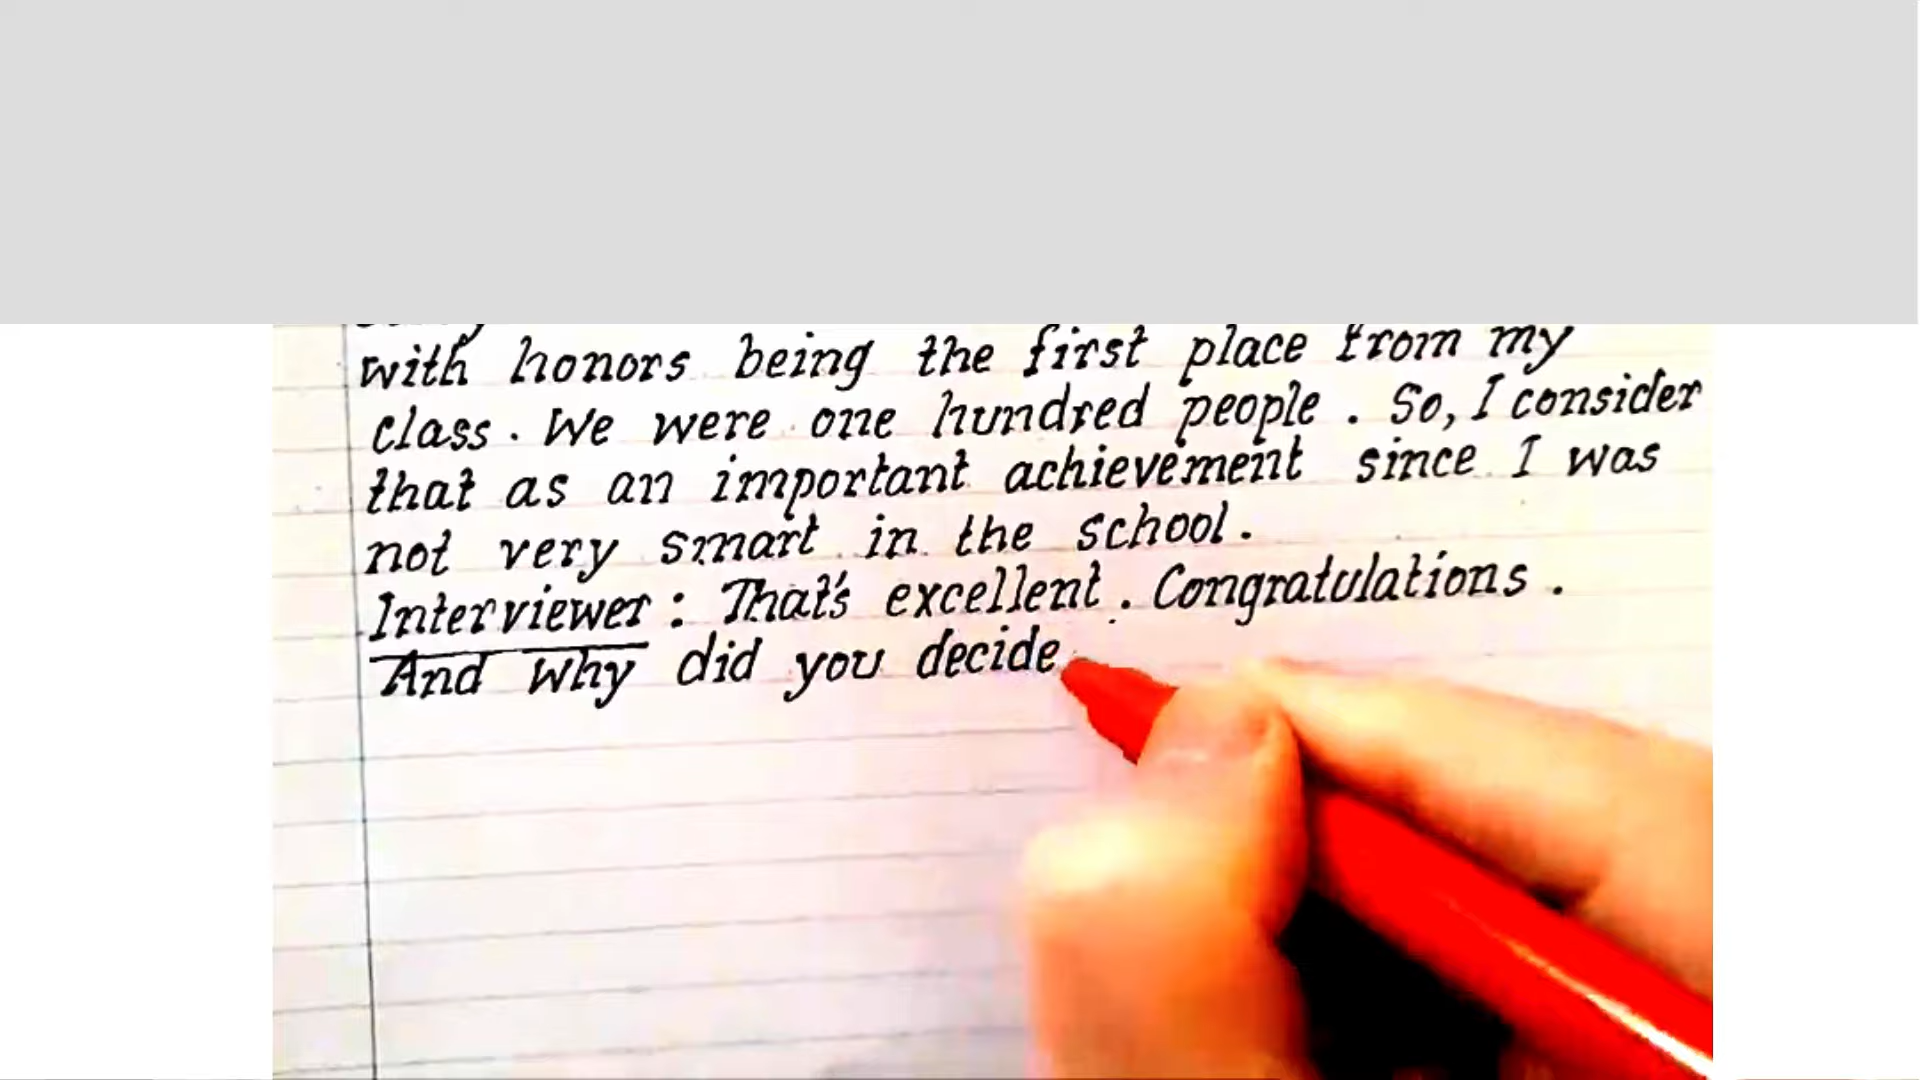 with honors being the first place from my
class. We were one hundred people. So, I consider
that as an important achievement since I was
not very smart in the school.
Interviewer: That's excellent. Congratulations.
And why did you decide